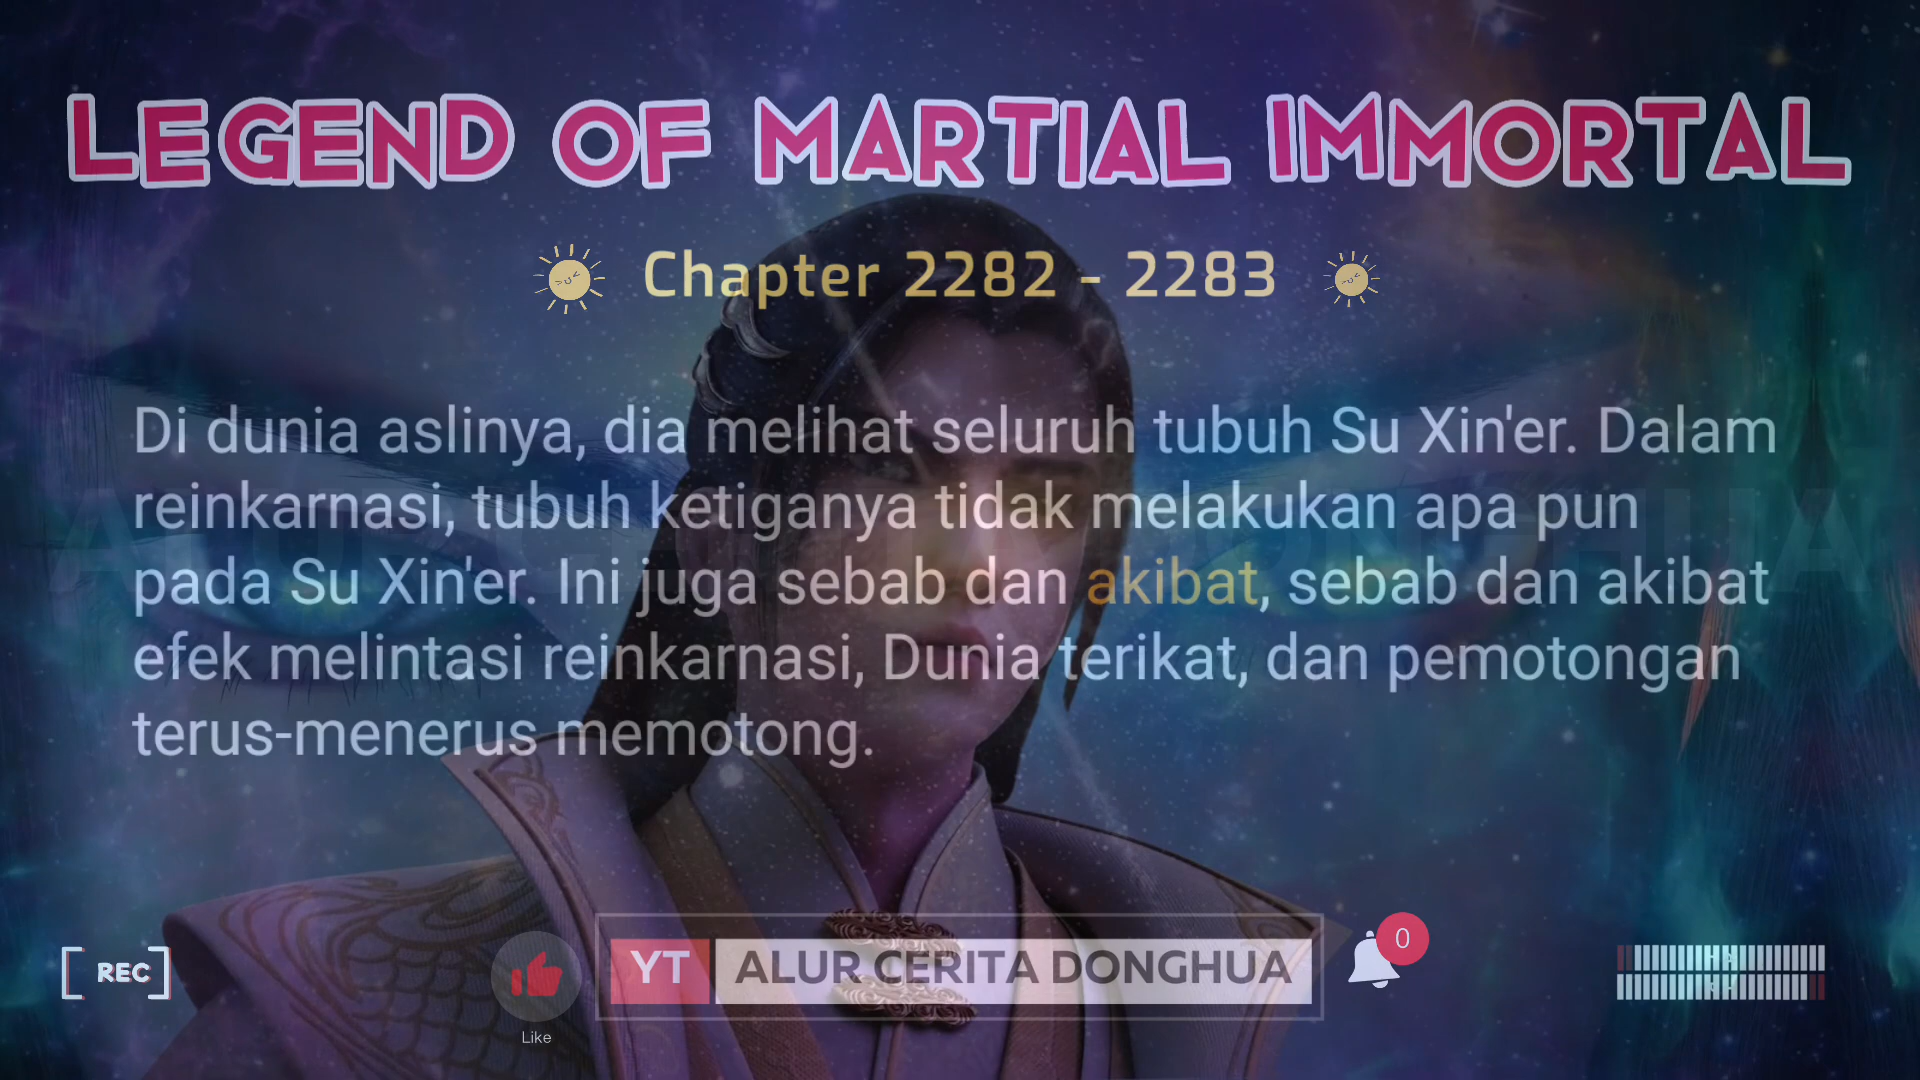 LEGEND OF MARTIAL IMMORTAL
Chapter 2282 - 2283
Di dunia aslinya, dia melihat seluruh tubuh Su Xin'er. Dalam
reinkarnasi, tubuh ketiganya tidak melakukan apa pun
pada Su Xin'er. Ini juga sebab dan akibat, sebab dan akibat
efek melintasi reinkarnasi, Dunia terikat, dan pemotongan
terus-menerus memotong.
REC
Like
YT ALUR CERITA DONGHUA
0